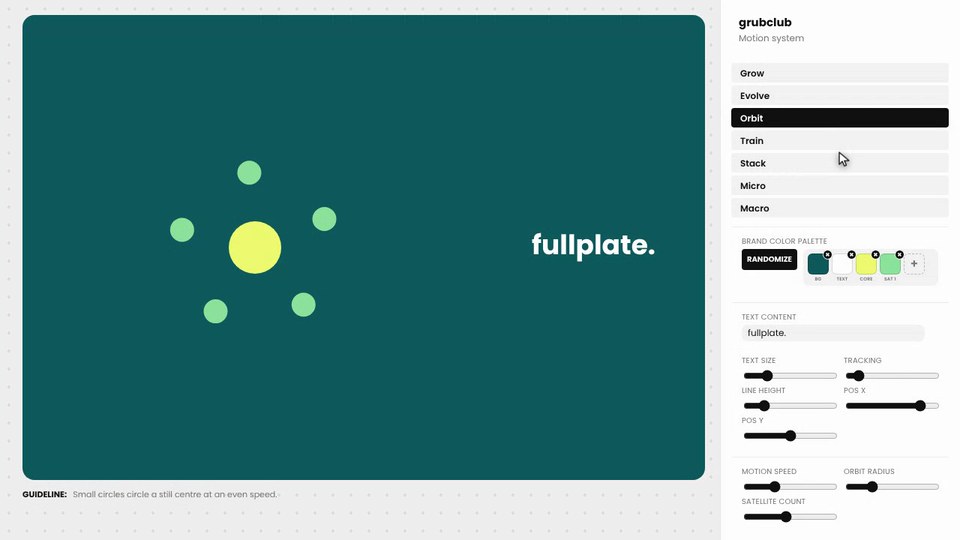 fullplate.
GUIDELINE: Small circles circle a still centre at an even speed.
grubclub
Motion system
Grow
Evolve
Orbit
Train
Stack
Micro
Macro
BRAND COLOR PALETTE
RANDOMIZE
BG TEXT CORE SAT 1
+
TEXT CONTENT
fullplate.
TEXT SIZE TRACKING
LINE HEIGHT POS X
POS Y
MOTION SPEED ORBIT RADIUS
SATELLITE COUNT